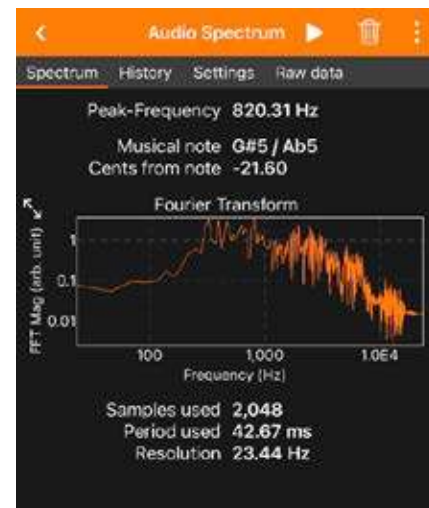 Audio Spectrum
Spectrum History Settings Raw data
Peak-Frequency 820.31 Hz
Musical note G#5 / Ab5
Cents from note -21.60
Fourier Transform
FFT Mag (arb. unit)
1
0.1
0.01
100 1,000 1.0E4
Frequency (Hz)
Samples used 2,048
Period used 42.67 ms
Resolution 23.44 Hz